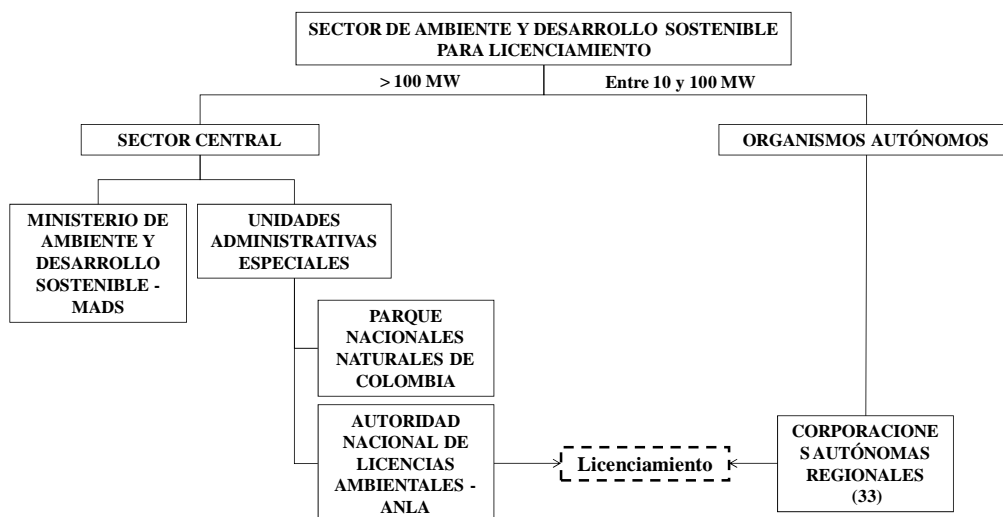 SECTOR DE AMBIENTE Y DESARROLLO SOSTENIBLE
PARA LICENCIAMIENTO
> 100 MW
Entre 10 y 100 MW
SECTOR CENTRAL
ORGANISMOS AUTÓNOMOS
MINISTERIO DE
AMBIENTE Y
DESARROLLO
SOSTENIBLE -
MADS
UNIDADES
ADMINISTRATIVAS
ESPECIALES
PARQUE
NACIONALES
NATURALES DE
COLOMBIA
AUTORIDAD
NACIONAL DE
LICENCIAS
AMBIENTALES -
ANLA
Licenciamiento
CORPORACIONE
S AUTÓNOMAS
REGIONALES
(33)